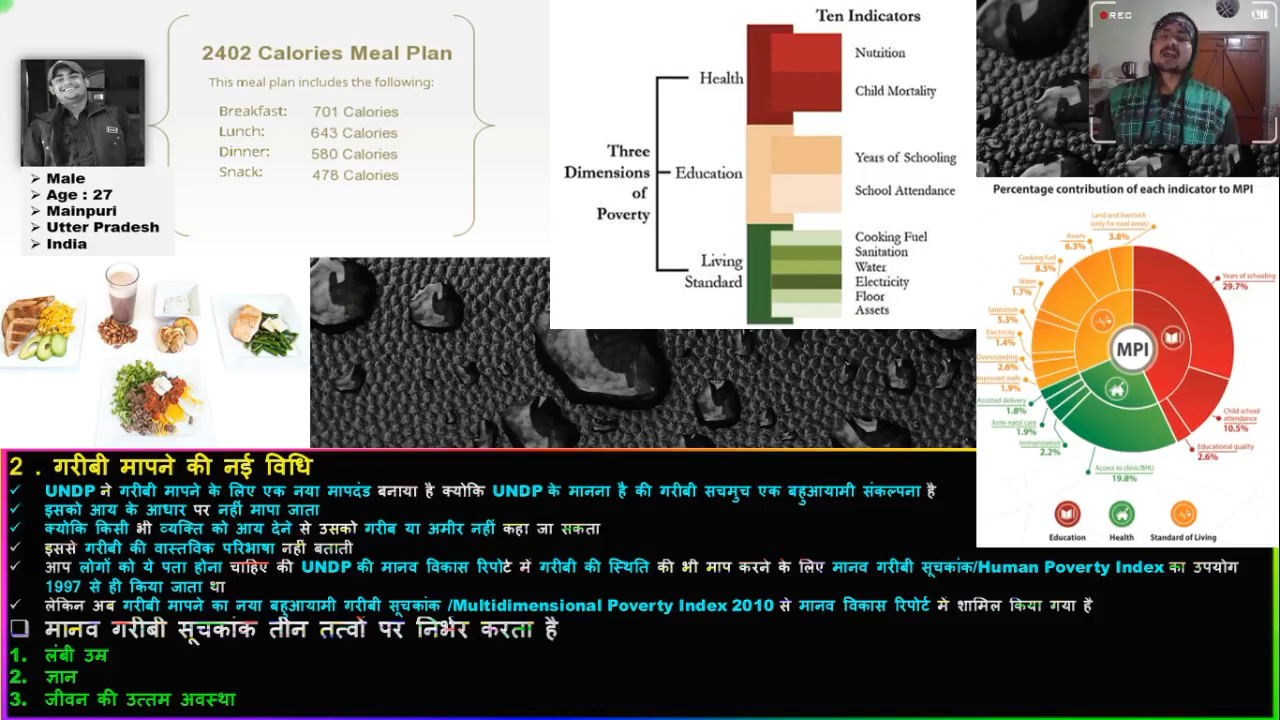 2402 Calories Meal Plan
This meal plan includes the following:
Breakfast: 701 Calories
Lunch: 643 Calories
Dinner: 580 Calories
Snack: 478 Calories
Male
Age : 27
Mainpuri
Utter Pradesh
India
Ten Indicators
Three
Dimensions
of
Poverty
Health
Education
Living
Standard
Nutrition
Child Mortality
Years of Schooling
School Attendance
Cooking Fuel
Sanitation
Water
Electricity
Floor
Assets
REC
Percentage contribution of each indicator to MPI
Land and livestock
(only for rural areas)
3.8%
Assets
6.3%
Cooking fuel
8.5%
Water
1.7%
Sanitation
5.3%
Electricity
1.4%
Overcrowding
2.6%
Improved walls
1.9%
Assisted delivery
1.8%
Ante-natal care
1.9%
Immunization
2.2%
Access to clinic/BHU
19.8%
Years of schooling
29.7%
Child school
attendance
10.5%
Educational quality
2.6%
MPI
Education Health Standard of Living
2 . गरीबी मापने की नई विधि
✓ UNDP ने गरीबी मापने के लिए एक नया मापदंड बनाया है क्योकि UNDP के मानना है की गरीबी सचमुच एक बहुआयामी संकल्पना है
✓ इसको आय के आधार पर नहीं मापा जाता
✓ क्योकि किसी भी व्यक्ति को आय देने से उसको गरीब या अमीर नहीं कहा जा सकता
✓ इससे गरीबी की वास्तविक परिभाषा नहीं बताती
✓ आप लोगों को ये पता होना चाहिए की UNDP की मानव विकास रिपोर्ट में गरीबी की स्थिति की भी माप करने के लिए मानव गरीबी सूचकांक/Human Poverty Index का उपयोग
1997 से ही किया जाता था
✓ लेकिन अब गरीबी मापने का नया बहुआयामी गरीबी सूचकांक /Multidimensional Poverty Index 2010 से मानव विकास रिपोर्ट में शामिल किया गया है
❑ मानव गरीबी सूचकांक तीन तत्वों पर निर्भर करता है
1. लंबी उम्र
2. ज्ञान
3. जीवन की उत्तम अवस्था